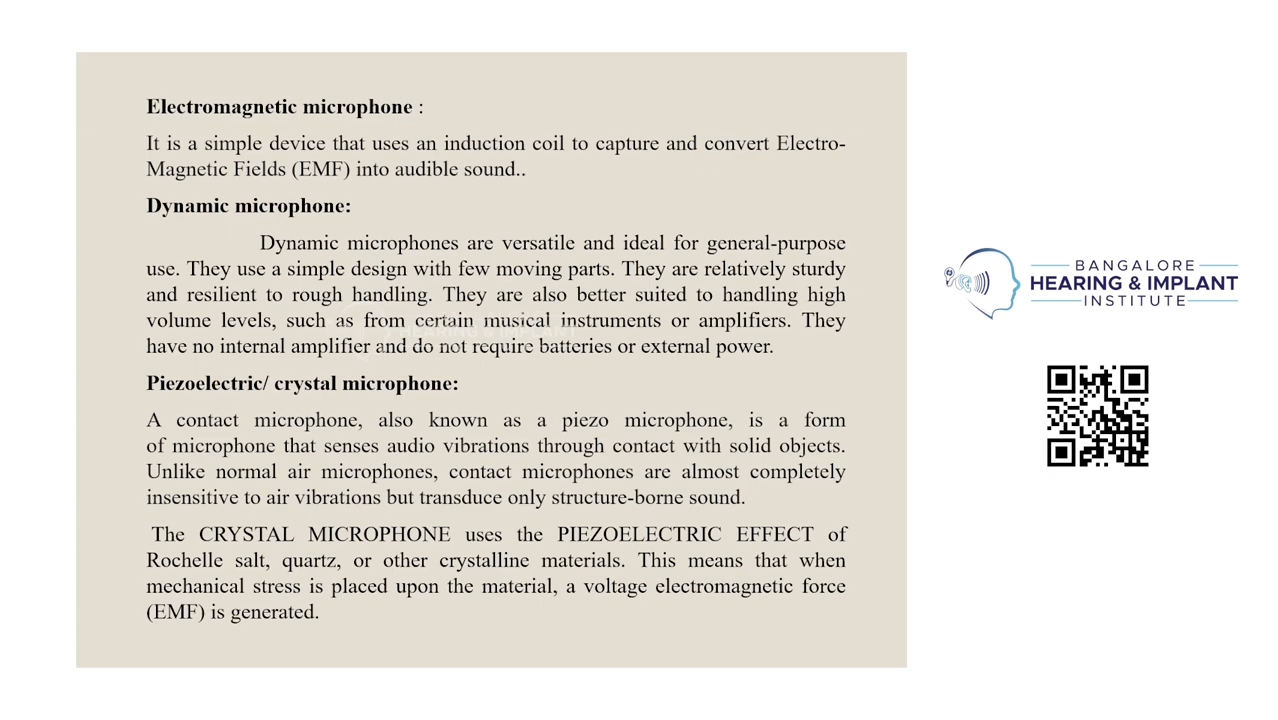 Electromagnetic microphone :
It is a simple device that uses an induction coil to capture and convert Electro-
Magnetic Fields (EMF) into audible sound..
Dynamic microphone:
Dynamic microphones are versatile and ideal for general-purpose
use. They use a simple design with few moving parts. They are relatively sturdy
and resilient to rough handling. They are also better suited to handling high
volume levels, such as from certain musical instruments or amplifiers. They
have no internal amplifier and do not require batteries or external power.
Piezoelectric/ crystal microphone:
A contact microphone, also known as a piezo microphone, is a form
of microphone that senses audio vibrations through contact with solid objects.
Unlike normal air microphones, contact microphones are almost completely
insensitive to air vibrations but transduce only structure-borne sound.
The CRYSTAL MICROPHONE uses the PIEZOELECTRIC EFFECT of
Rochelle salt, quartz, or other crystalline materials. This means that when
mechanical stress is placed upon the material, a voltage electromagnetic force
(EMF) is generated.
BANGALORE
HEARING & IMPLANT
INSTITUTE
HEARING & IMPLANT